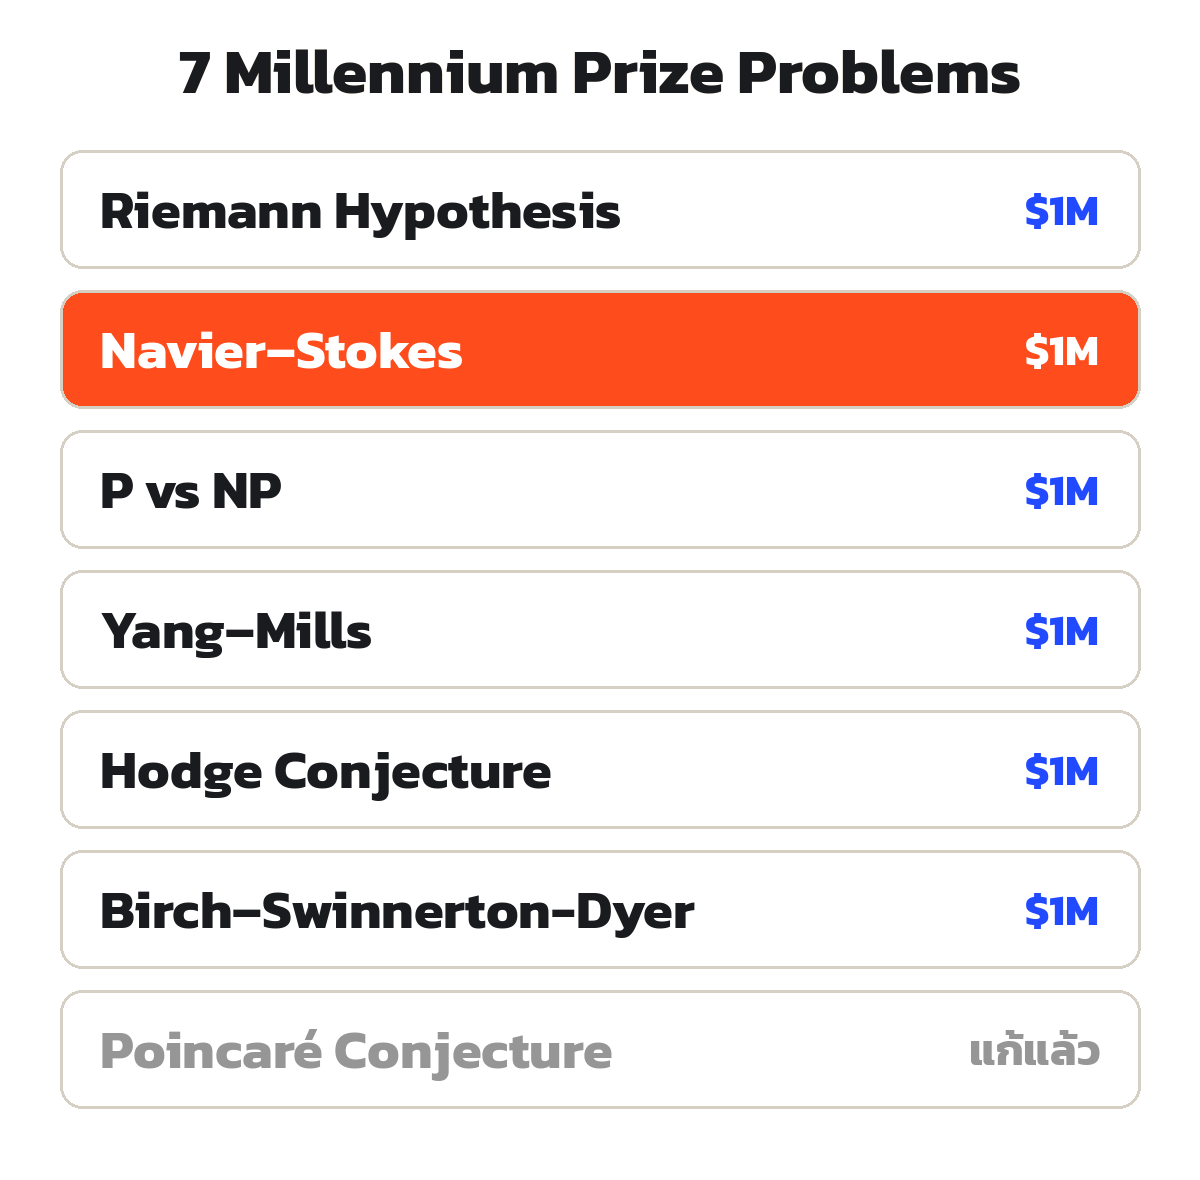 7 Millennium Prize Problems
Riemann Hypothesis $1M
Navier–Stokes $1M
P vs NP $1M
Yang–Mills $1M
Hodge Conjecture $1M
Birch–Swinnerton-Dyer $1M
Poincaré Conjecture แก้แล้ว